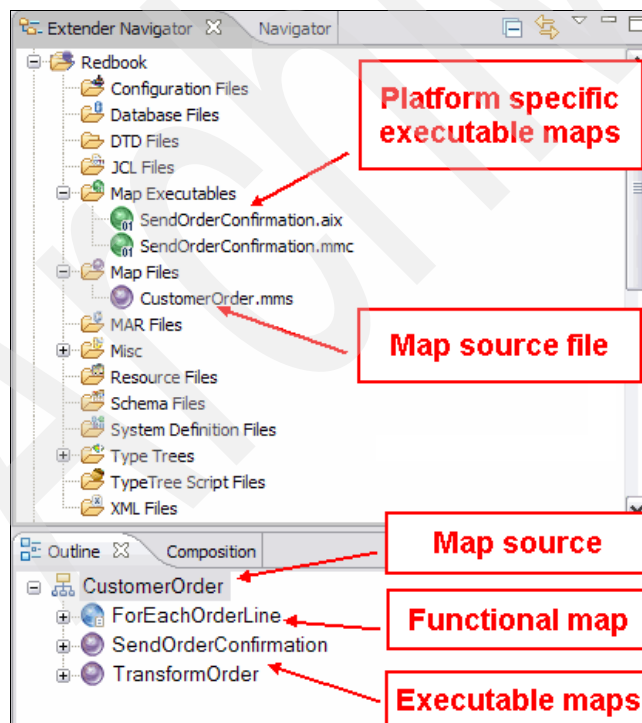 Extender Navigator
Navigator
Redbook
Configuration Files
Database Files
DTD Files
JCL Files
Map Executables
01 SendOrderConfirmation.aix
01 SendOrderConfirmation.mmc
Map Files
CustomerOrder.mms
MAR Files
Misc
Resource Files
Schema Files
System Definition Files
Type Trees
TypeTree Script Files
XML Files
Platform specific
executable maps
Map source file
Outline
Composition
CustomerOrder
ForEachOrderLine
SendOrderConfirmation
TransformOrder
Map source
Functional map
Executable maps